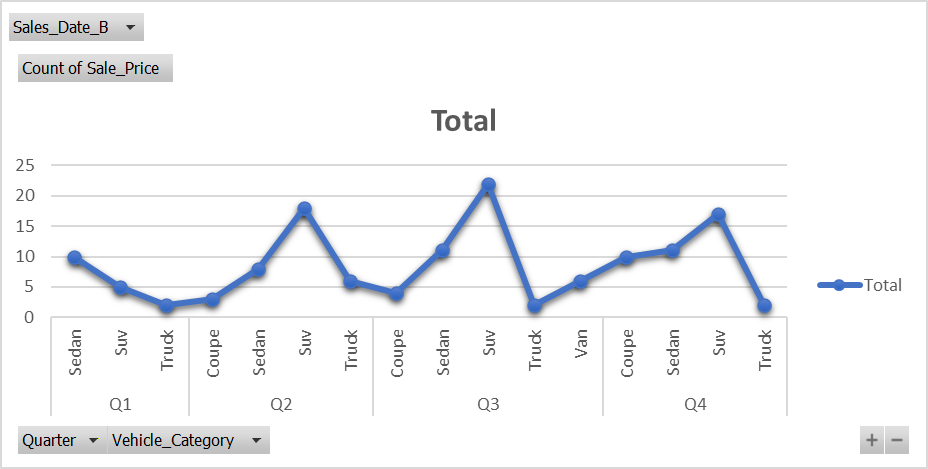 Sales_Date_B
Count of Sale_Price
Total
25
20
15
10
5
0
Sedan
Suv
Truck
Coupe
Sedan
Suv
Truck
Coupe
Sedan
Suv
Truck
Van
Coupe
Sedan
Suv
Truck
Q1 Q2 Q3 Q4
Total
Quarter Vehicle_Category
+ −